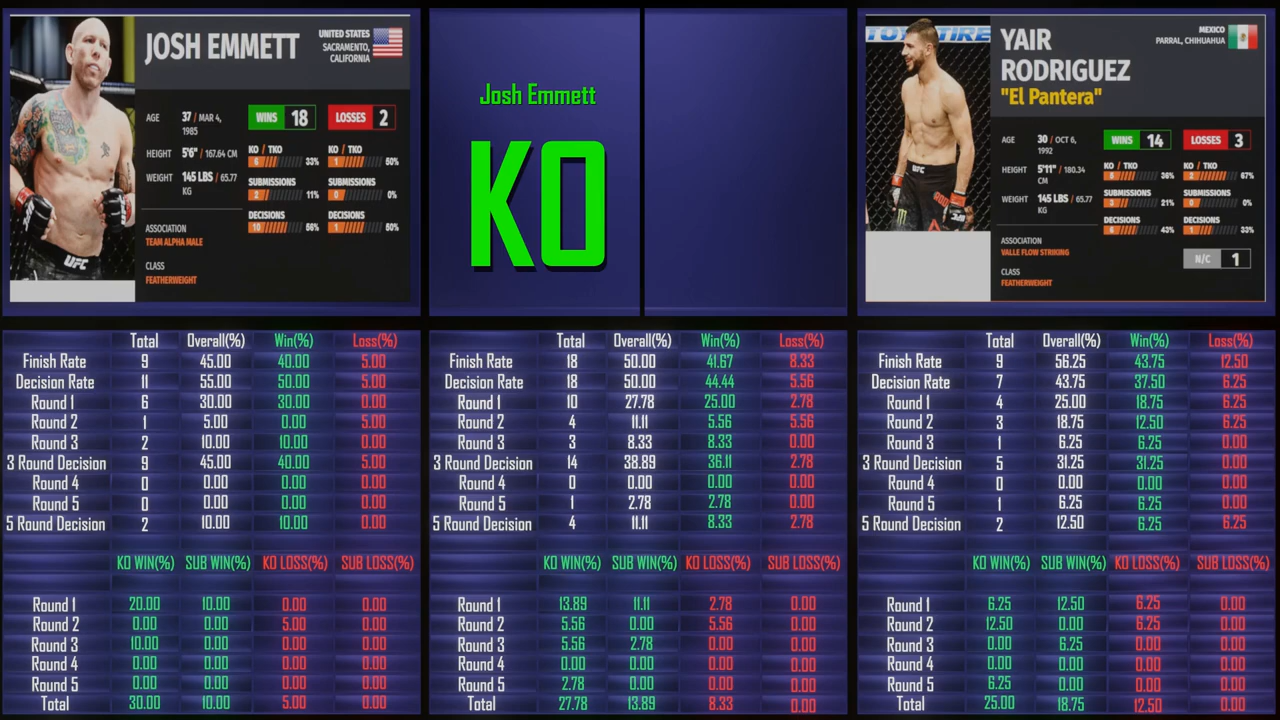 JOSH EMMETT
UNITED STATES
SACRAMENTO,
CALIFORNIA
AGE 37 / MAR 4,
1985
HEIGHT 5'6" / 167.64 CM
WEIGHT 145 LBS / 65.77
KG
ASSOCIATION
TEAM ALPHA MALE
CLASS
FEATHERWEIGHT
WINS 18 LOSSES 2
KO / TKO KO / TKO
6 33% 1 50%
SUBMISSIONS SUBMISSIONS
2 11% 0 0%
DECISIONS DECISIONS
10 56% 1 50%
UFC
Josh Emmett
KO
TOYO TIRE
YAIR
RODRIGUEZ
"El Pantera"
MEXICO
PARRAL, CHIHUAHUA
AGE 30 / OCT 6,
1992
HEIGHT 5'11" / 180.34
CM
WEIGHT 145 LBS / 65.77
KG
ASSOCIATION
VALLE FLOW STRIKING
CLASS
FEATHERWEIGHT
WINS 14 LOSSES 3
KO / TKO KO / TKO
5 36% 2 67%
SUBMISSIONS SUBMISSIONS
3 21% 0 0%
DECISIONS DECISIONS
6 43% 1 33%
N/C 1
UFC
Total Overall(%) Win(%) Loss(%)
Finish Rate 9 45.00 40.00 5.00
Decision Rate 11 55.00 50.00 5.00
Round 1 6 30.00 30.00 0.00
Round 2 1 5.00 0.00 5.00
Round 3 2 10.00 10.00 0.00
3 Round Decision 9 45.00 40.00 5.00
Round 4 0 0.00 0.00 0.00
Round 5 0 0.00 0.00 0.00
5 Round Decision 2 10.00 10.00 0.00
KO WIN(%) SUB WIN(%) KO LOSS(%) SUB LOSS(%)
Round 1 20.00 10.00 0.00 0.00
Round 2 0.00 0.00 5.00 0.00
Round 3 10.00 0.00 0.00 0.00
Round 4 0.00 0.00 0.00 0.00
Round 5 0.00 0.00 0.00 0.00
Total 30.00 10.00 5.00 0.00
Total Overall(%) Win(%) Loss(%)
Finish Rate 18 50.00 41.67 8.33
Decision Rate 18 50.00 44.44 5.56
Round 1 10 27.78 25.00 2.78
Round 2 4 11.11 5.56 5.56
Round 3 3 8.33 8.33 0.00
3 Round Decision 14 38.89 36.11 2.78
Round 4 0 0.00 0.00 0.00
Round 5 1 2.78 2.78 0.00
5 Round Decision 4 11.11 8.33 2.78
KO WIN(%) SUB WIN(%) KO LOSS(%) SUB LOSS(%)
Round 1 13.89 11.11 2.78 0.00
Round 2 5.56 0.00 5.56 0.00
Round 3 5.56 2.78 0.00 0.00
Round 4 0.00 0.00 0.00 0.00
Round 5 2.78 0.00 0.00 0.00
Total 27.78 13.89 8.33 0.00
Total Overall(%) Win(%) Loss(%)
Finish Rate 9 56.25 43.75 12.50
Decision Rate 7 43.75 37.50 6.25
Round 1 4 25.00 18.75 6.25
Round 2 3 18.75 12.50 6.25
Round 3 1 6.25 6.25 0.00
3 Round Decision 5 31.25 31.25 0.00
Round 4 0 0.00 0.00 0.00
Round 5 1 6.25 6.25 0.00
5 Round Decision 2 12.50 6.25 6.25
KO WIN(%) SUB WIN(%) KO LOSS(%) SUB LOSS(%)
Round 1 6.25 12.50 6.25 0.00
Round 2 12.50 0.00 6.25 0.00
Round 3 0.00 6.25 0.00 0.00
Round 4 0.00 0.00 0.00 0.00
Round 5 6.25 0.00 0.00 0.00
Total 25.00 18.75 12.50 0.00